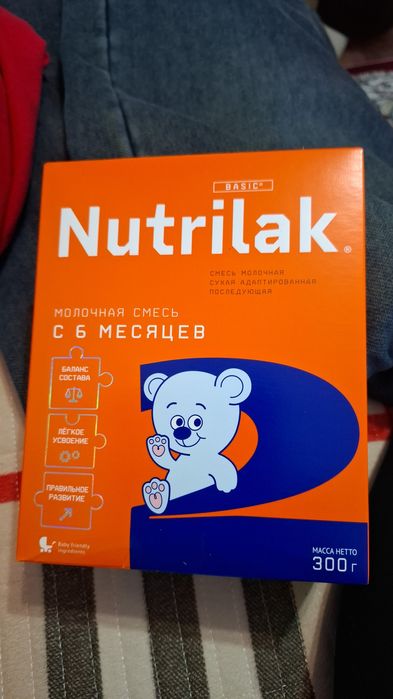 BASIC®
Nutrilak®
СМЕСЬ МОЛОЧНАЯ
СУХАЯ АДАПТИРОВАННАЯ
ПОСЛЕДУЮЩАЯ
МОЛОЧНАЯ СМЕСЬ
С 6 МЕСЯЦЕВ
БАЛАНС
СОСТАВА
ЛЁГКОЕ
УСВОЕНИЕ
ПРАВИЛЬНОЕ
РАЗВИТИЕ
2
Baby friendly
ingredients
МАССА НЕТТО
300 г